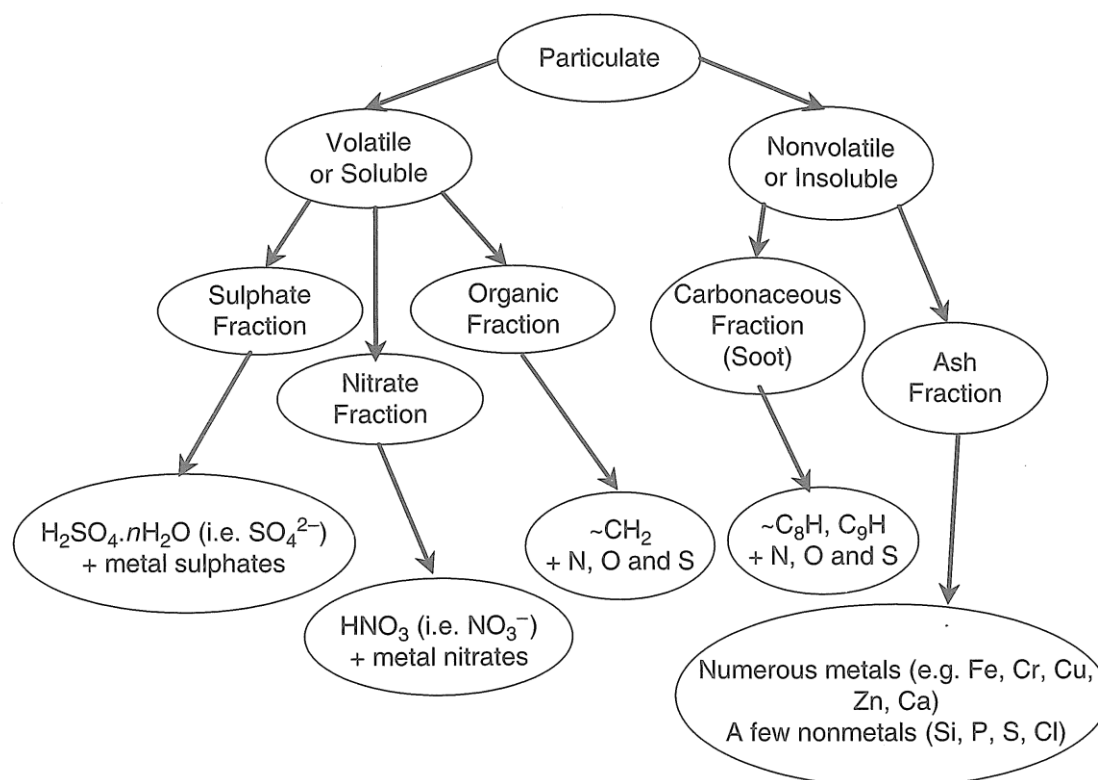 Particulate
Volatile
or Soluble
Nonvolatile
or Insoluble
Sulphate
Fraction
Nitrate
Fraction
Organic
Fraction
Carbonaceous
Fraction
(Soot)
Ash
Fraction
H₂SO₄.nH₂O (i.e. SO₄²⁻)
+ metal sulphates
HNO₃ (i.e. NO₃⁻)
+ metal nitrates
~CH₂
+ N, O and S
~C₈H, C₉H
+ N, O and S
Numerous metals (e.g. Fe, Cr, Cu,
Zn, Ca)
A few nonmetals (Si, P, S, Cl)